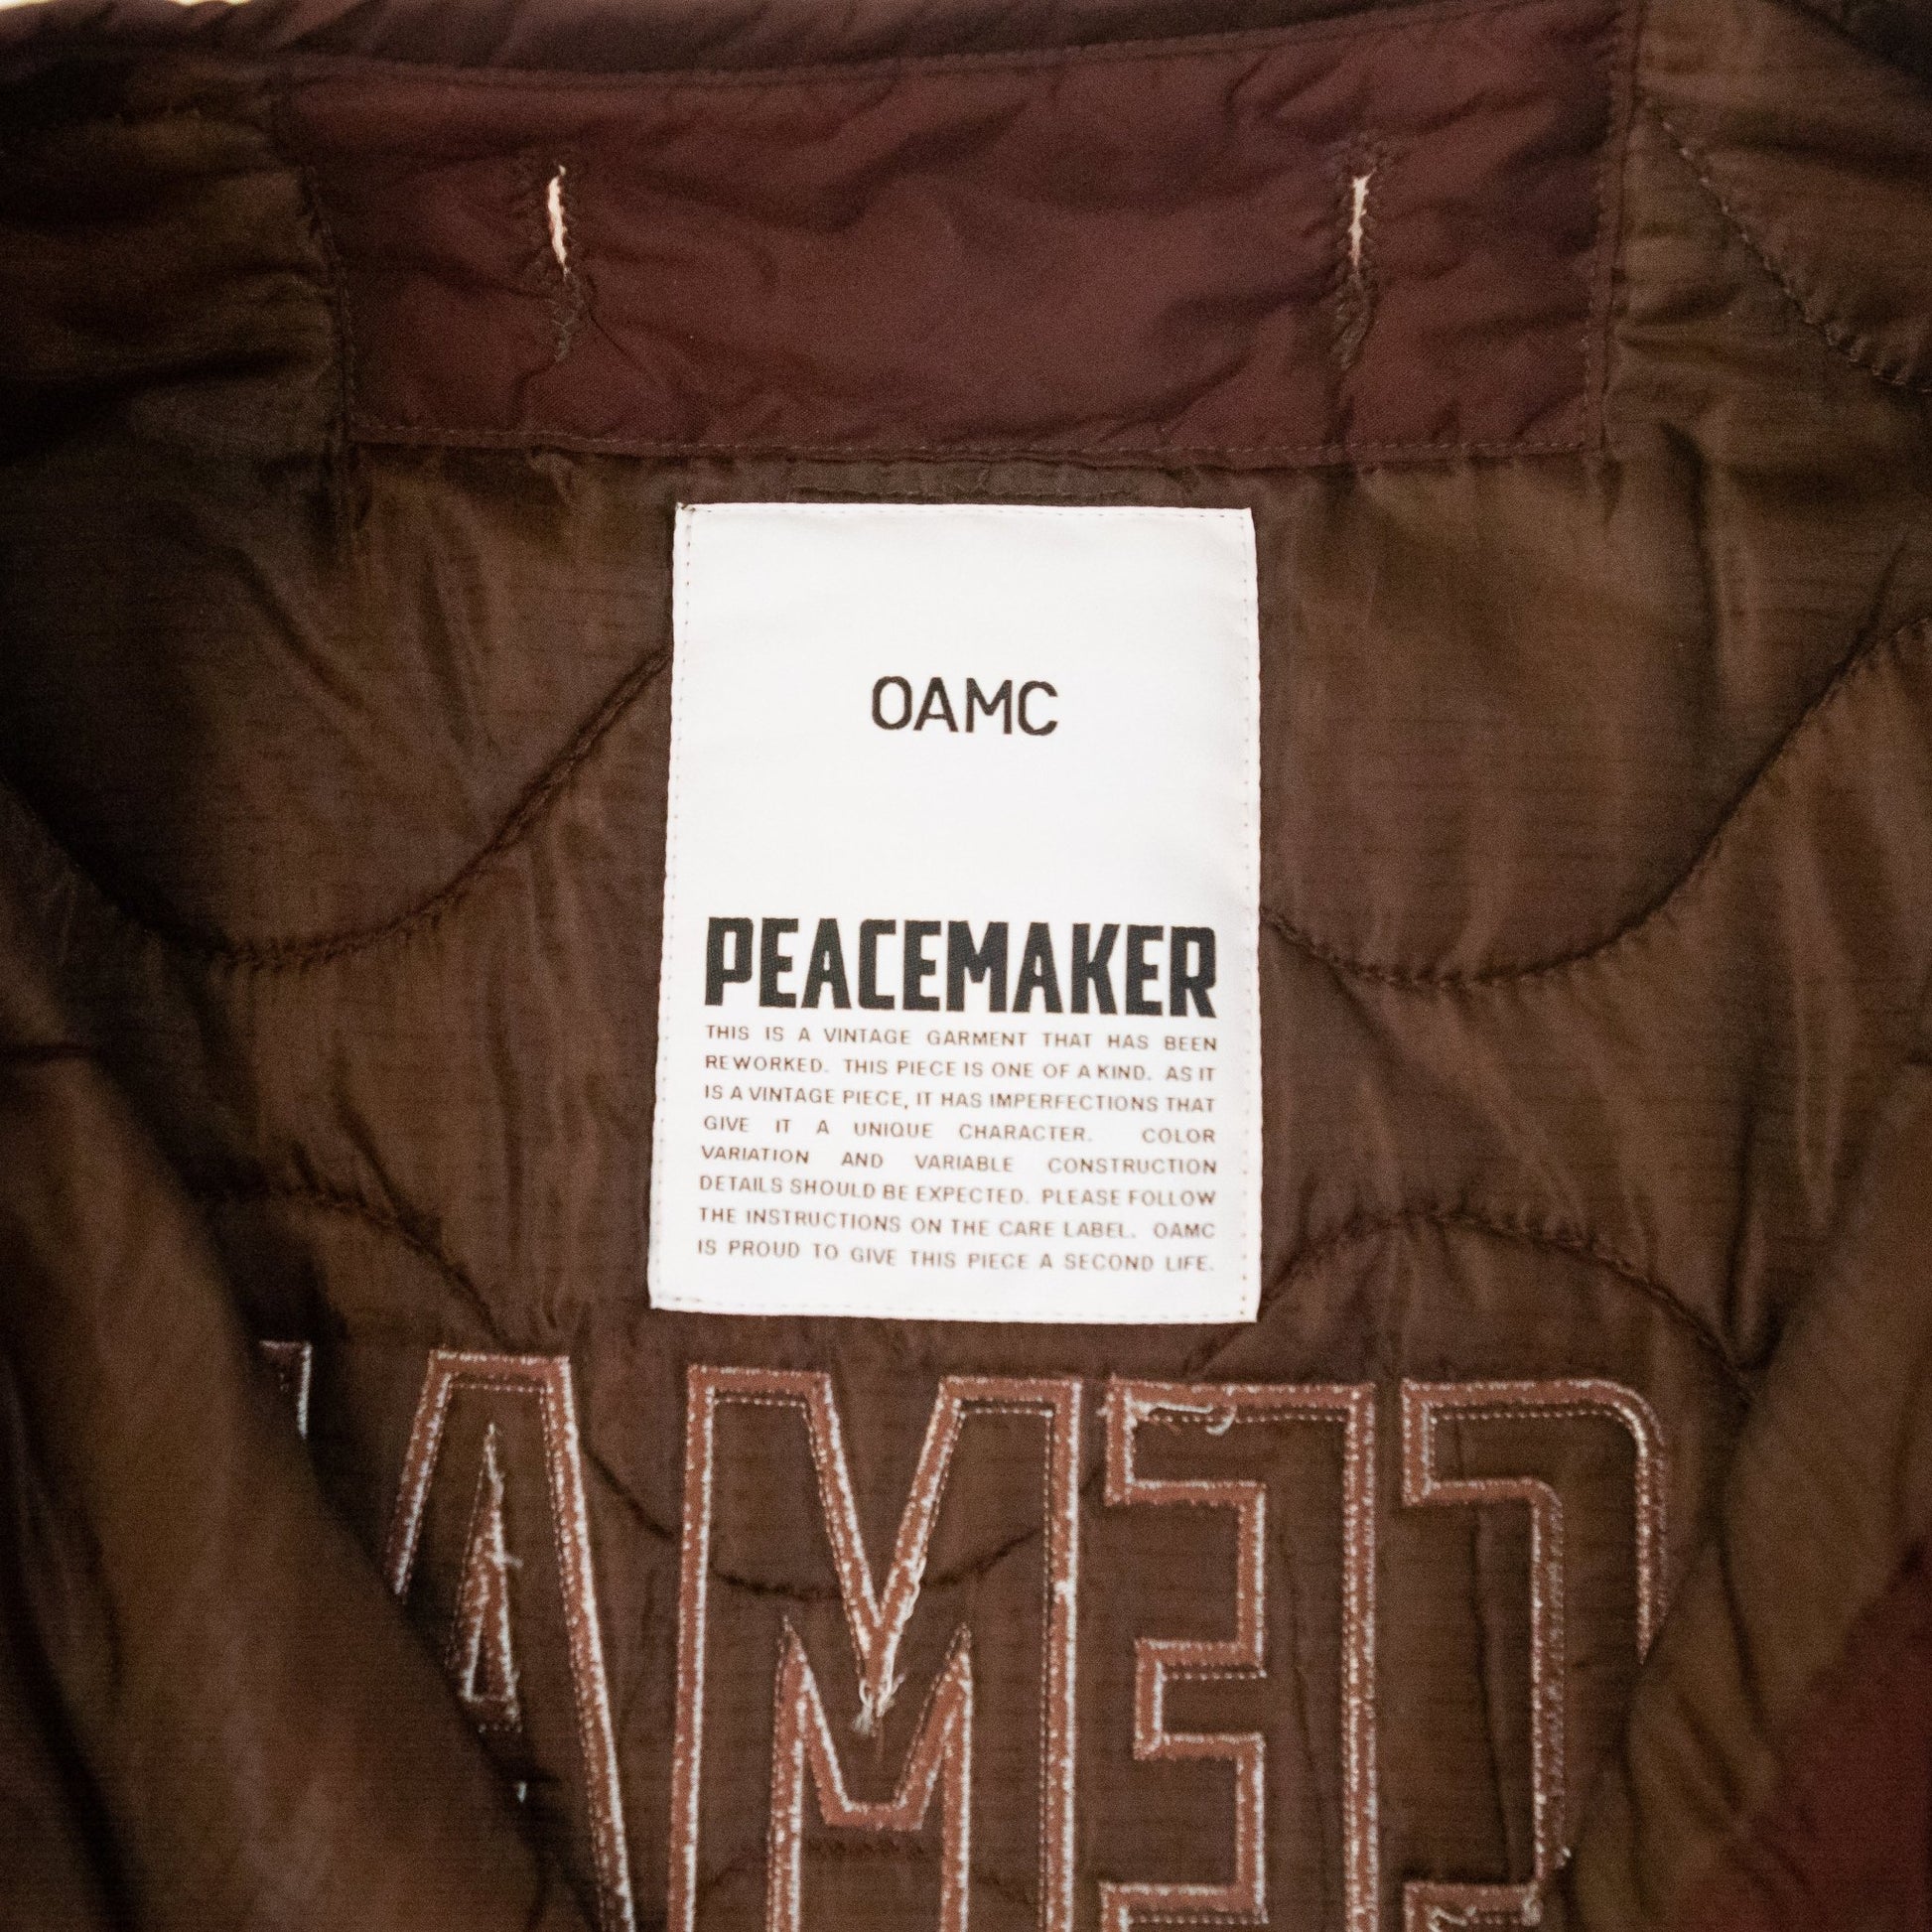 OAMC
PEACEMAKER
THIS IS A VINTAGE GARMENT THAT HAS BEEN
REWORKED. THIS PIECE IS ONE OF A KIND. AS IT
IS A VINTAGE PIECE, IT HAS IMPERFECTIONS THAT
GIVE IT A UNIQUE CHARACTER. COLOR
VARIATION AND VARIABLE CONSTRUCTION
DETAILS SHOULD BE EXPECTED. PLEASE FOLLOW
THE INSTRUCTIONS ON THE CARE LABEL. OAMC
IS PROUD TO GIVE THIS PIECE A SECOND LIFE.